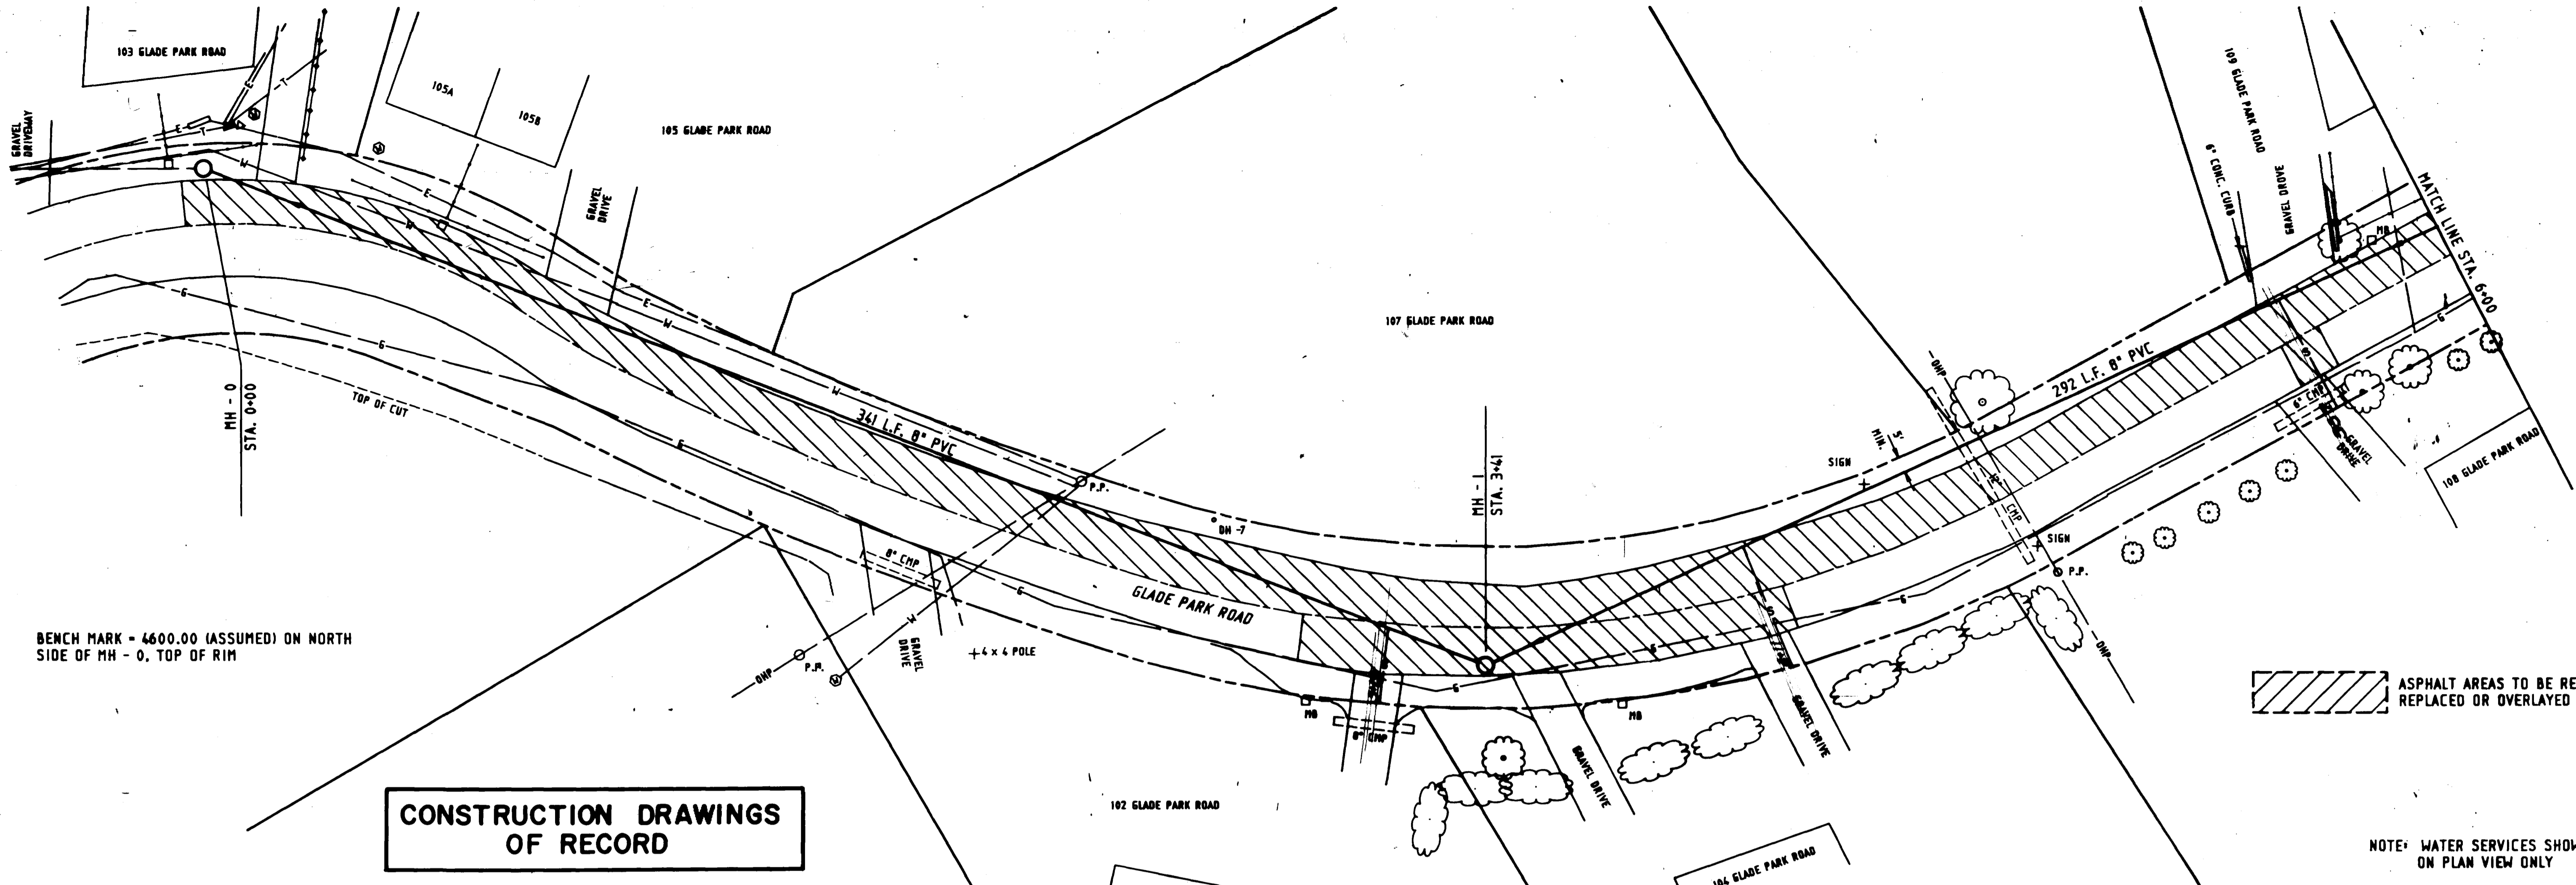 103 GLADE PARK ROAD
105A
105B
105 GLADE PARK ROAD
GRAVEL
DRIVEWAY
E
T
E
T
W
E
W
GRAVEL
DRIVE
E
W
W
G
G
G
MH - 0
STA. 0+00
TOP OF CUT
341 L.F. 8" PVC
P.P.
DH -7
8" CMP
G
GLADE PARK ROAD
107 GLADE PARK ROAD
MH - 1
STA. 3+41
109 GLADE PARK ROAD
6" CONC. CURB
GRAVEL DROVE
MB
MATCH LINE STA. 6+00
292 L.F. 8" PVC
OHP
5'
MIN.
SIGN
CMP
SIGN
P.P.
6" CMP
G
GRAVEL
DRIVE
108 GLADE PARK ROAD
BENCH MARK = 4600.00 (ASSUMED) ON NORTH
SIDE OF MH - 0, TOP OF RIM
OHP
P.P.
W
GRAVEL
DRIVE
4 x 4 POLE
MB
8" CMP
G
G
G
MB
GRAVEL DRIVE
GRAVEL DRIVE
OHP
ASPHALT AREAS TO BE RE
REPLACED OR OVERLAYED
CONSTRUCTION DRAWINGS
OF RECORD
102 GLADE PARK ROAD
104 GLADE PARK ROAD
NOTE: WATER SERVICES SHOW
ON PLAN VIEW ONLY